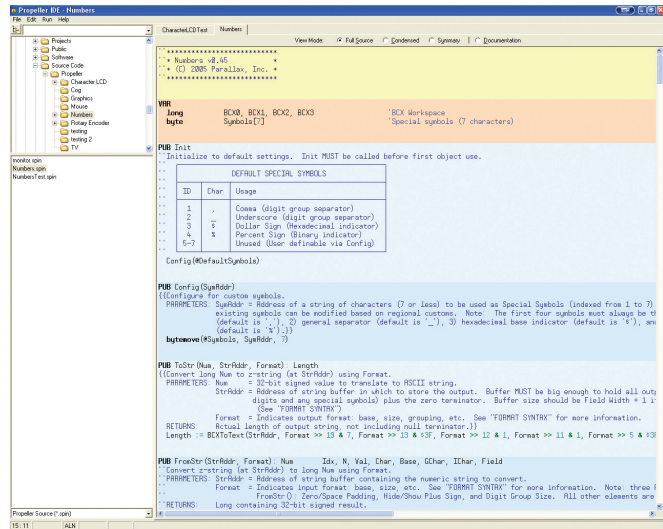 Propeller IDE - Numbers
File Edit Run Help
CharacterLCDTest Numbers
View Mode: Full Source Condensed Summary Documentation
Projects
Public
Software
Source Code
Propeller
Character LCD
Cog
Graphics
Mouse
Numbers
Rotary Encoder
testing
testing 2
TV
monitor.spin
Numbers.spin
NumbersTest.spin
''****************************
''* Numbers v0.45 *
''* (C) 2005 Parallax, Inc. *
''****************************
VAR
long BCX0, BCX1, BCX2, BCX3 'BCX Workspace
byte Symbols[7] 'Special symbols (7 characters)
PUB Init
''Initialize to default settings. Init MUST be called before first object use.
'' DEFAULT SPECIAL SYMBOLS
'' ID Char Usage
'' 1 , Comma (digit group separator)
'' 2 _ Underscore (digit group separator)
'' 3 $ Dollar Sign (Hexadecimal indicator)
'' 4 % Percent Sign (Binary indicator)
'' 5-7 Unused (User definable via Config)
Config(@DefaultSymbols)
PUB Config(SymAddr)
{{Configure for custom symbols.
PARAMETERS: SymAddr = Address of a string of characters (7 or less) to be used as Special Symbols (indexed from 1 to 7)
existing symbols can be modified based on regional customs. Note: The first four symbols must always be th
(default is ','), 2) general separator (default is '_'), 3) hexadecimal base indicator (default is '$'), an
(default is '%').}}
bytemove(@Symbols, SymAddr, 7)
PUB ToStr(Num, StrAddr, Format): Length
{{Convert long Num to z-string (at StrAddr) using Format.
PARAMETERS: Num = 32-bit signed value to translate to ASCII string.
StrAddr = Address of string buffer in which to store the output. Buffer MUST be big enough to hold all outp
digits and any special symbols) plus the zero terminator. Buffer size should be Field Width + 1 i
(See "FORMAT SYNTAX")
Format = Indicates output format: base, size, grouping, etc. See "FORMAT SYNTAX" for more information.
RETURNS: Actual length of output string, not including null terminator.}}
Length := BCXToText(StrAddr, Format >> 19 & 7, Format >> 13 & $3F, Format >> 12 & 1, Format >> 11 & 1, Format >> 5 & $3F
PUB FromStr(StrAddr, Format): Num Idx, N, Val, Char, Base, GChar, IChar, Field
''Convert z-string (at StrAddr) to long Num using Format.
''PARAMETERS: StrAddr = Address of string buffer containing the numeric string to convert.
'' Format = Indicates input format: base, size, etc. See "FORMAT SYNTAX" for more information. Note: three
'' FromStr(): Zero/Space Padding, Hide/Show Plus Sign, and Digit Group Size. All other elements are
''RETURNS: Long containing 32-bit signed result.
Propeller Source (*.spin)
15: 11 ALN